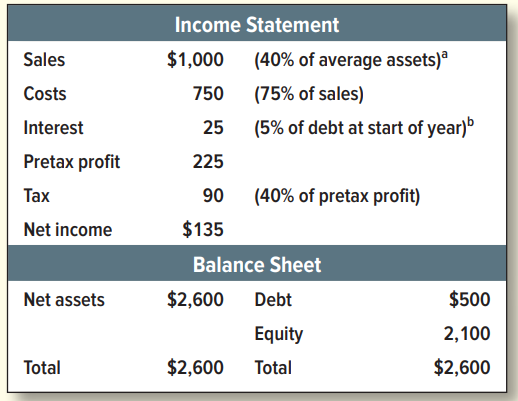 Income Statement
Sales $1,000 (40% of average assets)a
Costs 750 (75% of sales)
Interest 25 (5% of debt at start of year)b
Pretax profit 225
Tax 90 (40% of pretax profit)
Net income $135
Balance Sheet
Net assets $2,600 Debt $500
Equity 2,100
Total $2,600 Total $2,600